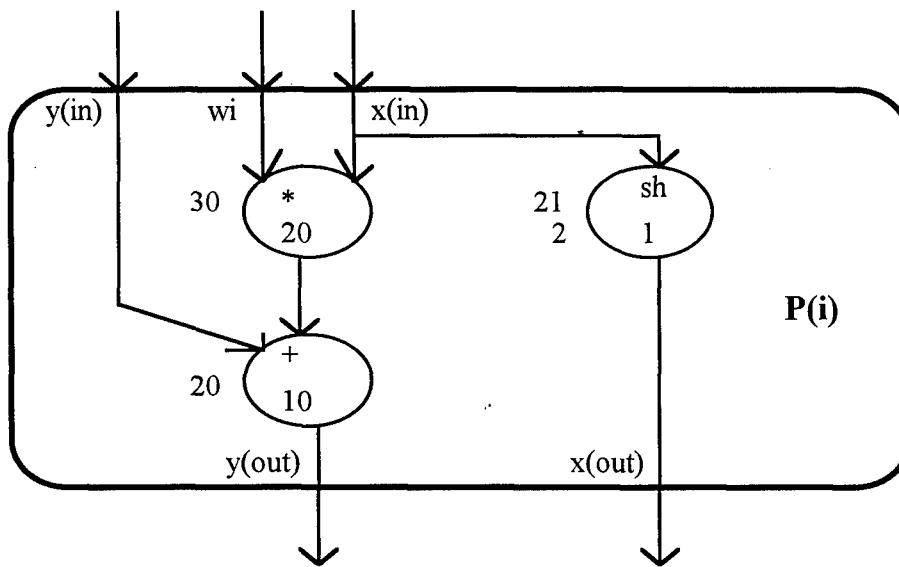 y(in) wi x(in)
30 * 20
21 2 sh 1
P(i)
20 + 10
y(out) x(out)